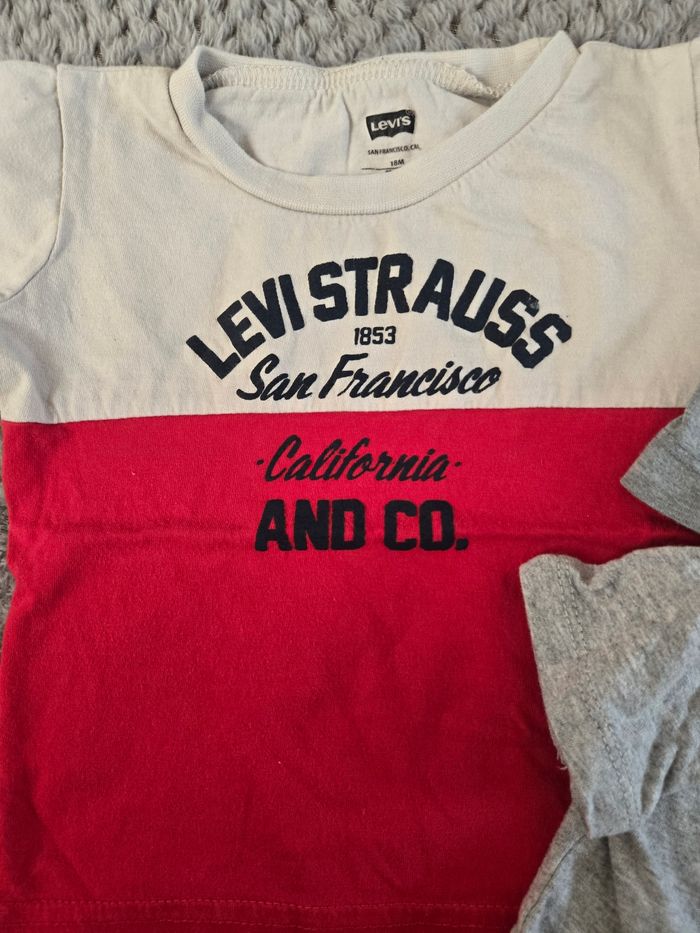 Levi's
SAN FRANCISCO, CAL.
18M
LEVI STRAUSS
1853
San Francisco
·California·
AND CO.